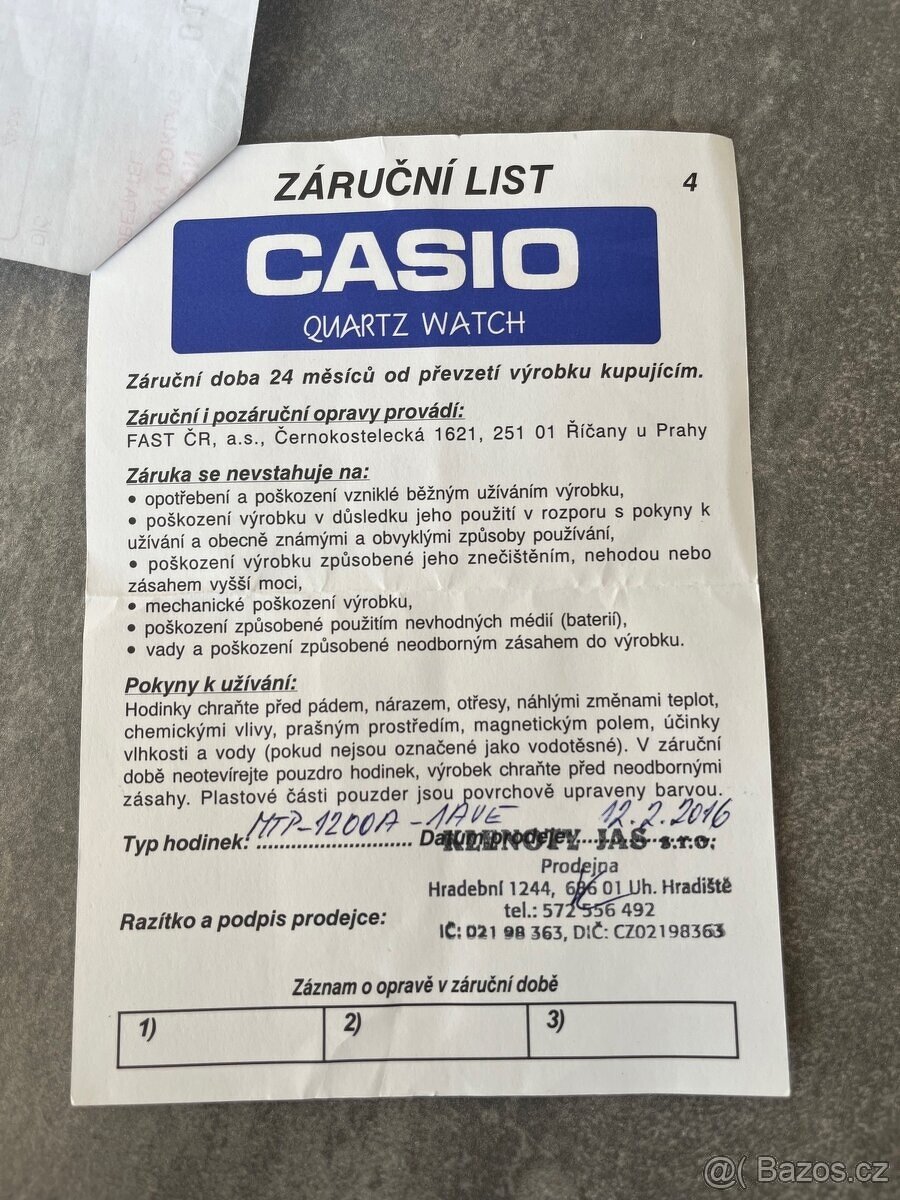 ZÁRUČNÍ LIST 4
CASIO
QUARTZ WATCH
Záruční doba 24 měsíců od převzetí výrobku kupujícím.
Záruční i pozáruční opravy provádí:
FAST ČR, a.s., Černokostelecká 1621, 251 01 Říčany u Prahy
Záruka se nevstahuje na:
• opotřebení a poškození vzniklé běžným užíváním výrobku,
• poškození výrobku v důsledku jeho použití v rozporu s pokyny k
užívání a obecně známými a obvyklými způsoby používání,
• poškození výrobku způsobené jeho znečištěním, nehodou nebo
zásahem vyšší moci,
• mechanické poškození výrobku,
• poškození způsobené použitím nevhodných médií (baterií),
• vady a poškození způsobené neodborným zásahem do výrobku.
Pokyny k užívání:
Hodinky chraňte před pádem, nárazem, otřesy, náhlými změnami teplot,
chemickými vlivy, prašným prostředím, magnetickým polem, účinky
vlhkosti a vody (pokud nejsou označené jako vodotěsné). V záruční
době neotevírejte pouzdro hodinek, výrobek chraňte před neodbornými
zásahy. Plastové části pouzder jsou povrchově upraveny barvou.
Typ hodinek: MTP-1200A-1AVE Datum prodeje: 12.2.2016
KLENOTY JAŠ s.r.o.
Prodejna
Hradební 1244, 686 01 Uh. Hradiště
tel.: 572 556 492
Razítko a podpis prodejce:
IČ: 021 98 363, DIČ: CZ02198363
Záznam o opravě v záruční době
1) 2) 3)
@( Bazos.cz